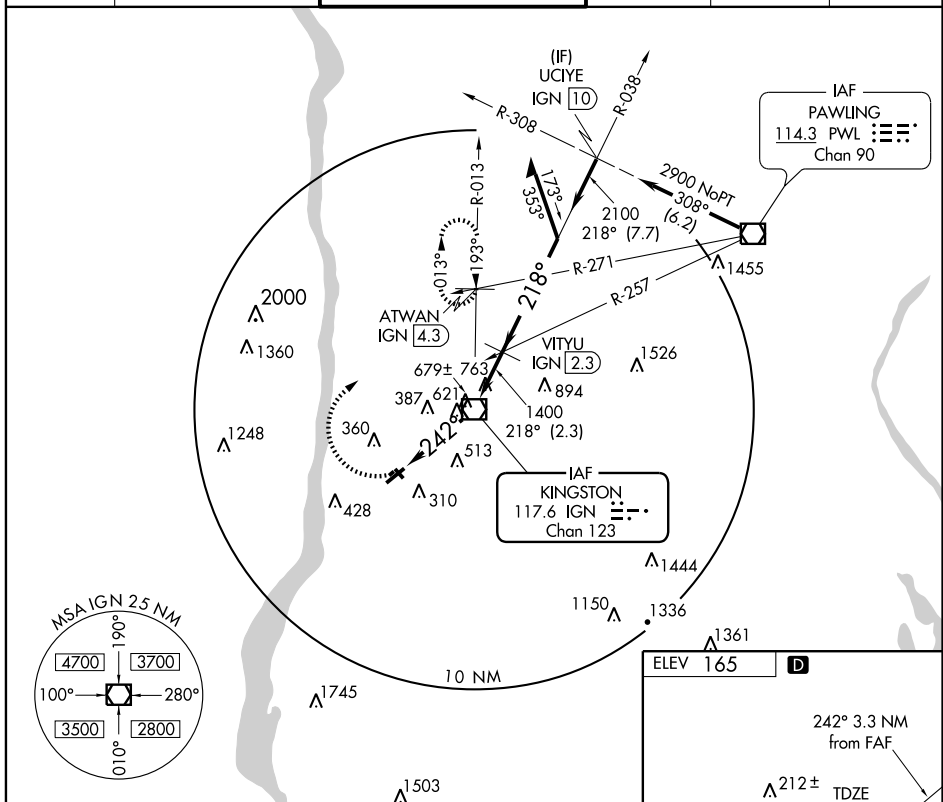 (IF)
UCIYE
IGN 10
R-038
R-308
IAF
PAWLING
114.3 PWL
Chan 90
2900 NoPT
308°
(6.2)
R-013
173°
353°
2100
218° (7.7)
013°
193°
218°
R-271
1455
R-257
ATWAN
IGN 4.3
2000
1360
VITYU
IGN 2.3
1526
679± 763
894
387 621
1400
218° (2.3)
1248
360
242°
513
IAF
KINGSTON
117.6 IGN
Chan 123
310
428
1444
1150
1336
1361
MSA IGN 25 NM
190°
4700 3700
100° 280°
3500 2800
010°
10 NM
1745
1503
ELEV 165 D
242° 3.3 NM
from FAF
212± TDZE